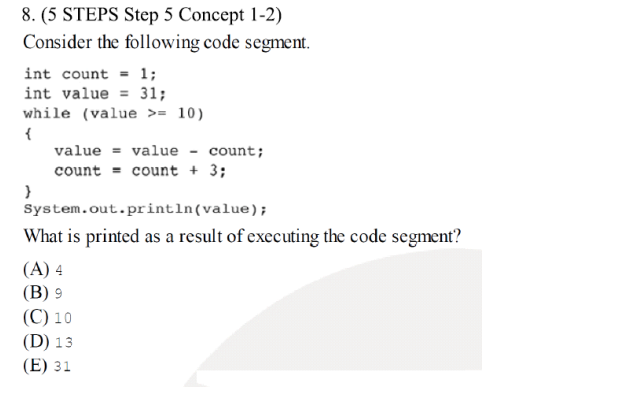 8. (5 STEPS Step 5 Concept 1-2)
Consider the following code segment.
int count = 1;
int value = 31;
while (value >= 10)
{
value = value - count;
count = count + 3;
}
System.out.println(value);
What is printed as a result of executing the code segment?
(A) 4
(B) 9
(C) 10
(D) 13
(E) 31